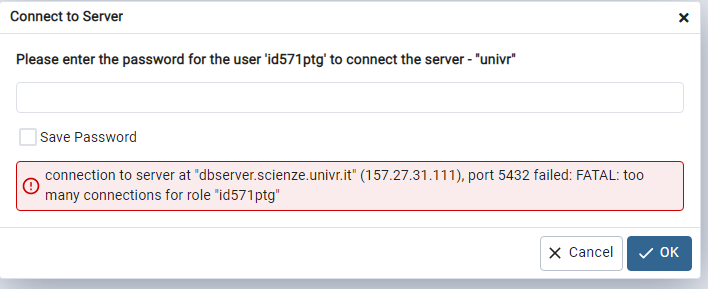 Connect to Server
Please enter the password for the user 'id571ptg' to connect the server - "univr"
Save Password
connection to server at "dbserver.scienze.univr.it" (157.27.31.111), port 5432 failed: FATAL: too
many connections for role "id571ptg"
Cancel
OK